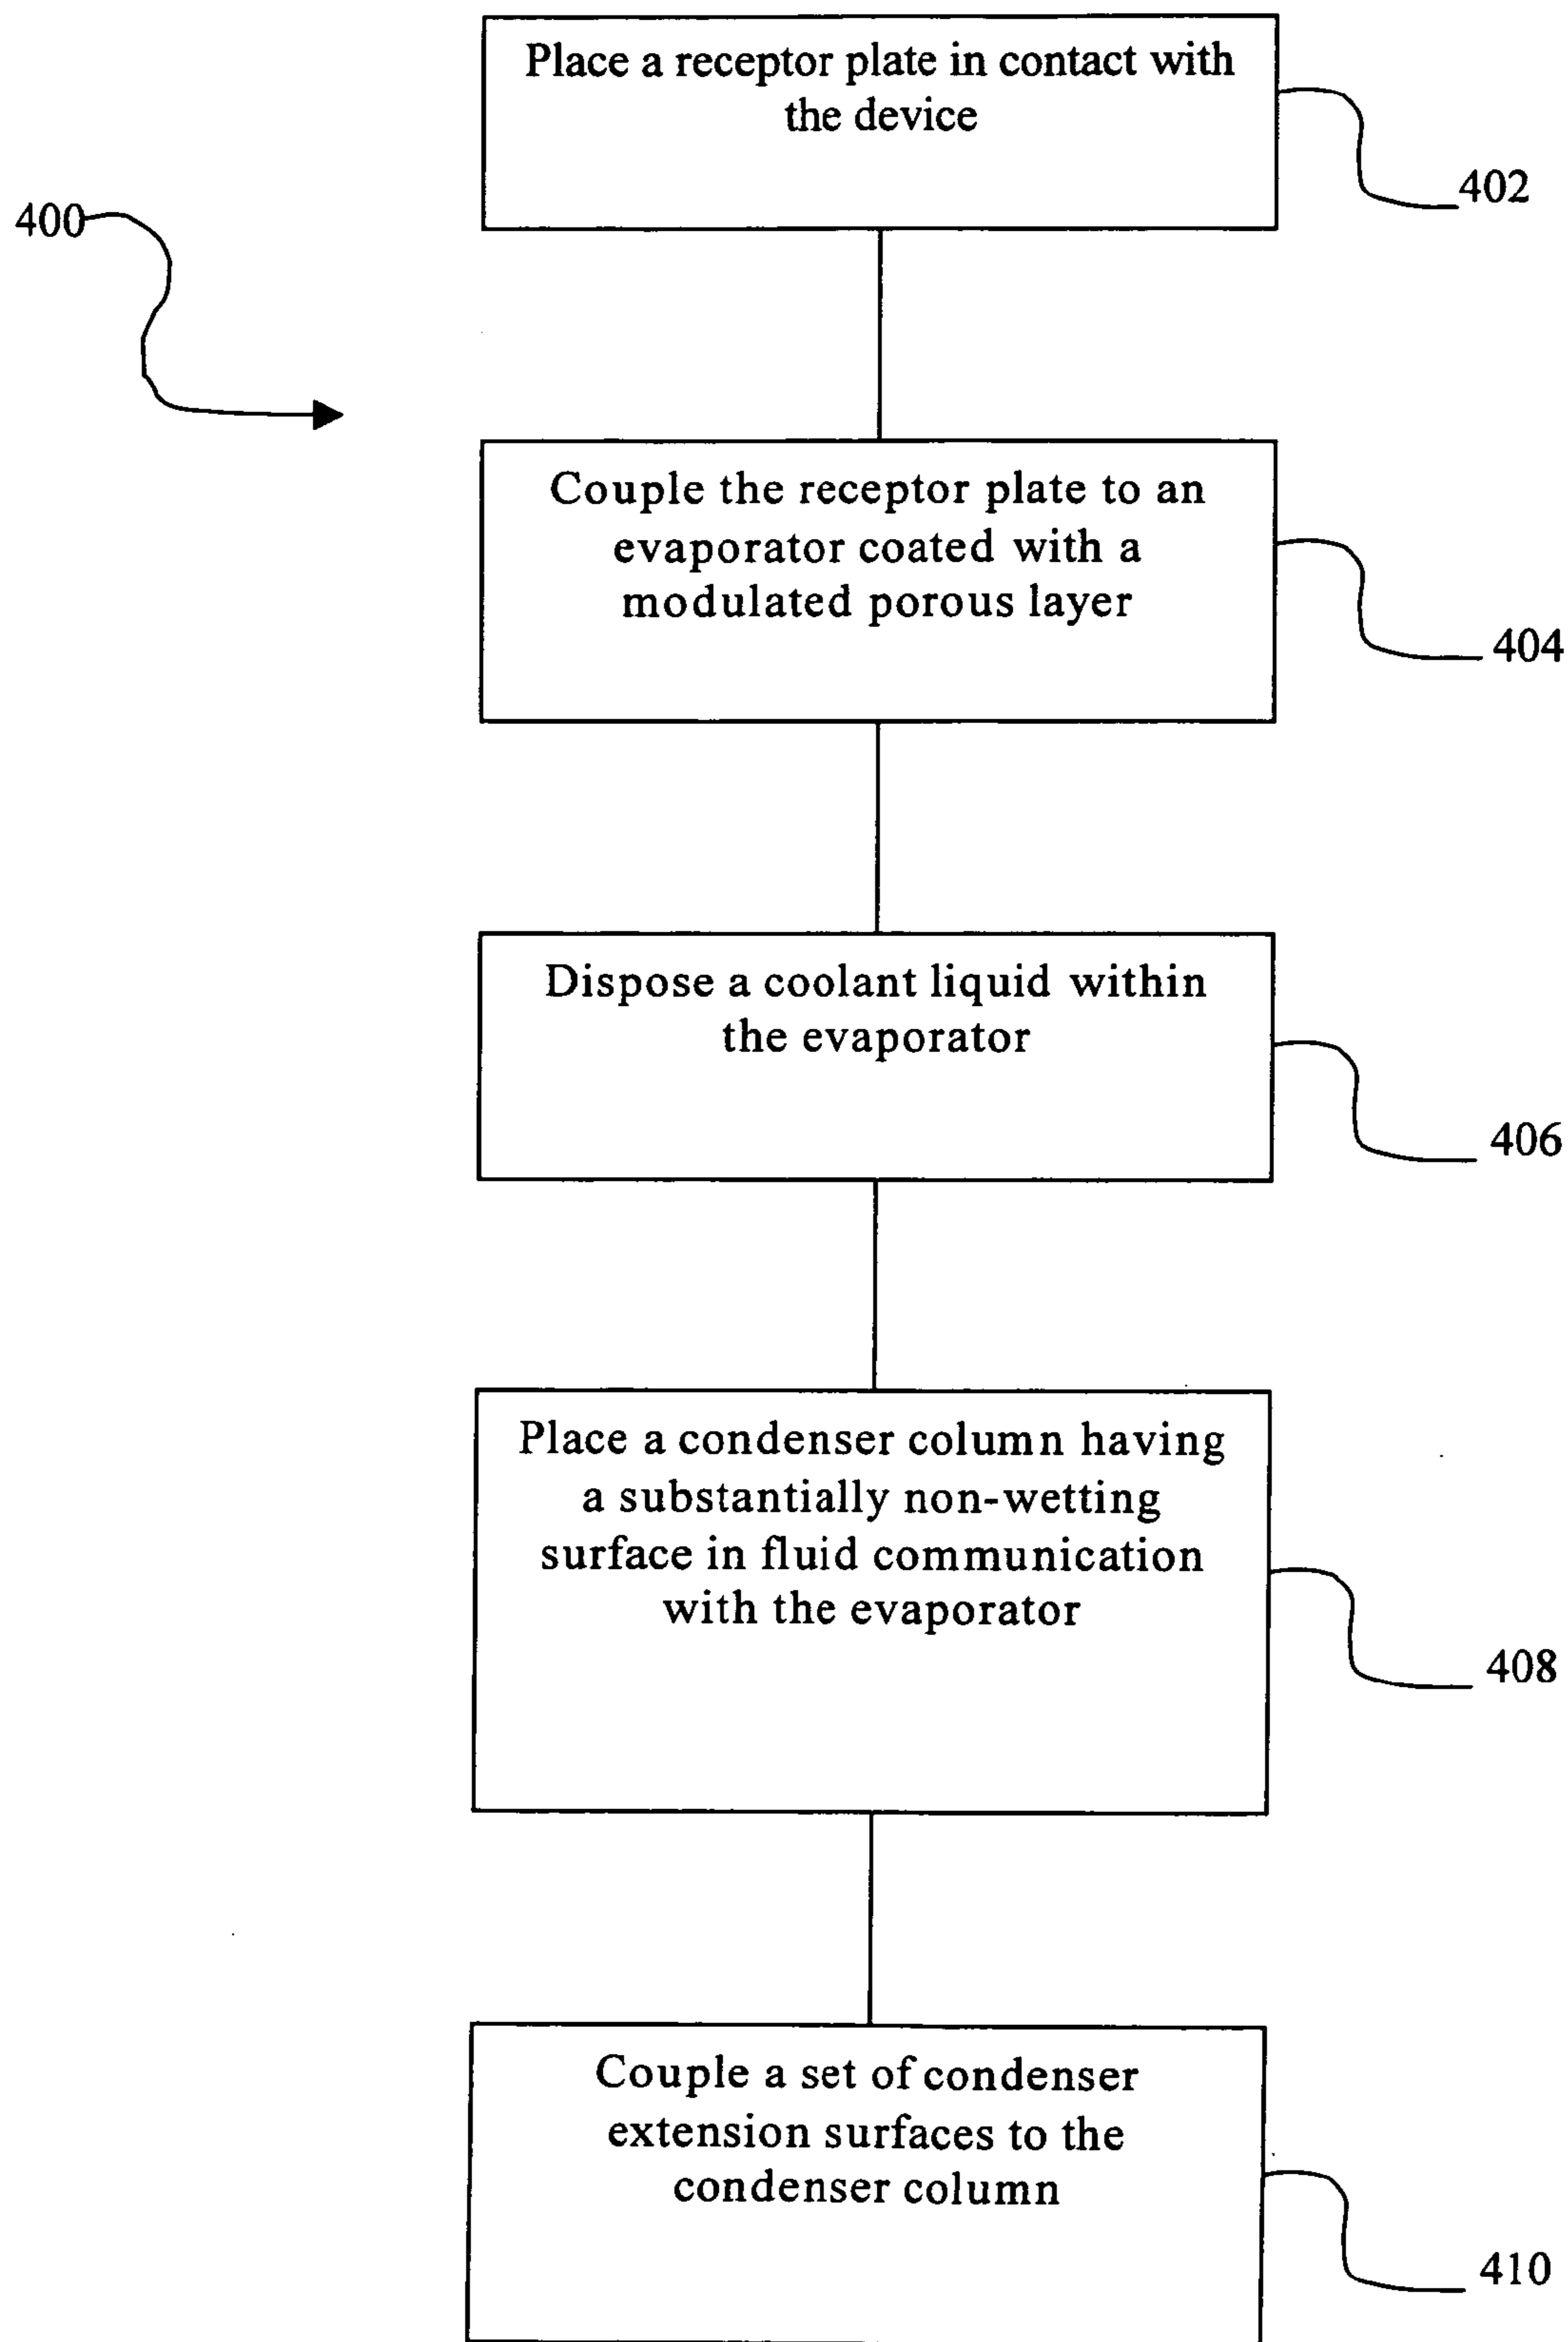 Place a receptor plate in contact with
the device
402
400
Couple the receptor plate to an
evaporator coated with a
modulated porous layer
404
Dispose a coolant liquid within
the evaporator
406
Place a condenser column having
a substantially non-wetting
surface in fluid communication
with the evaporator
408
Couple a set of condenser
extension surfaces to the
condenser column
410